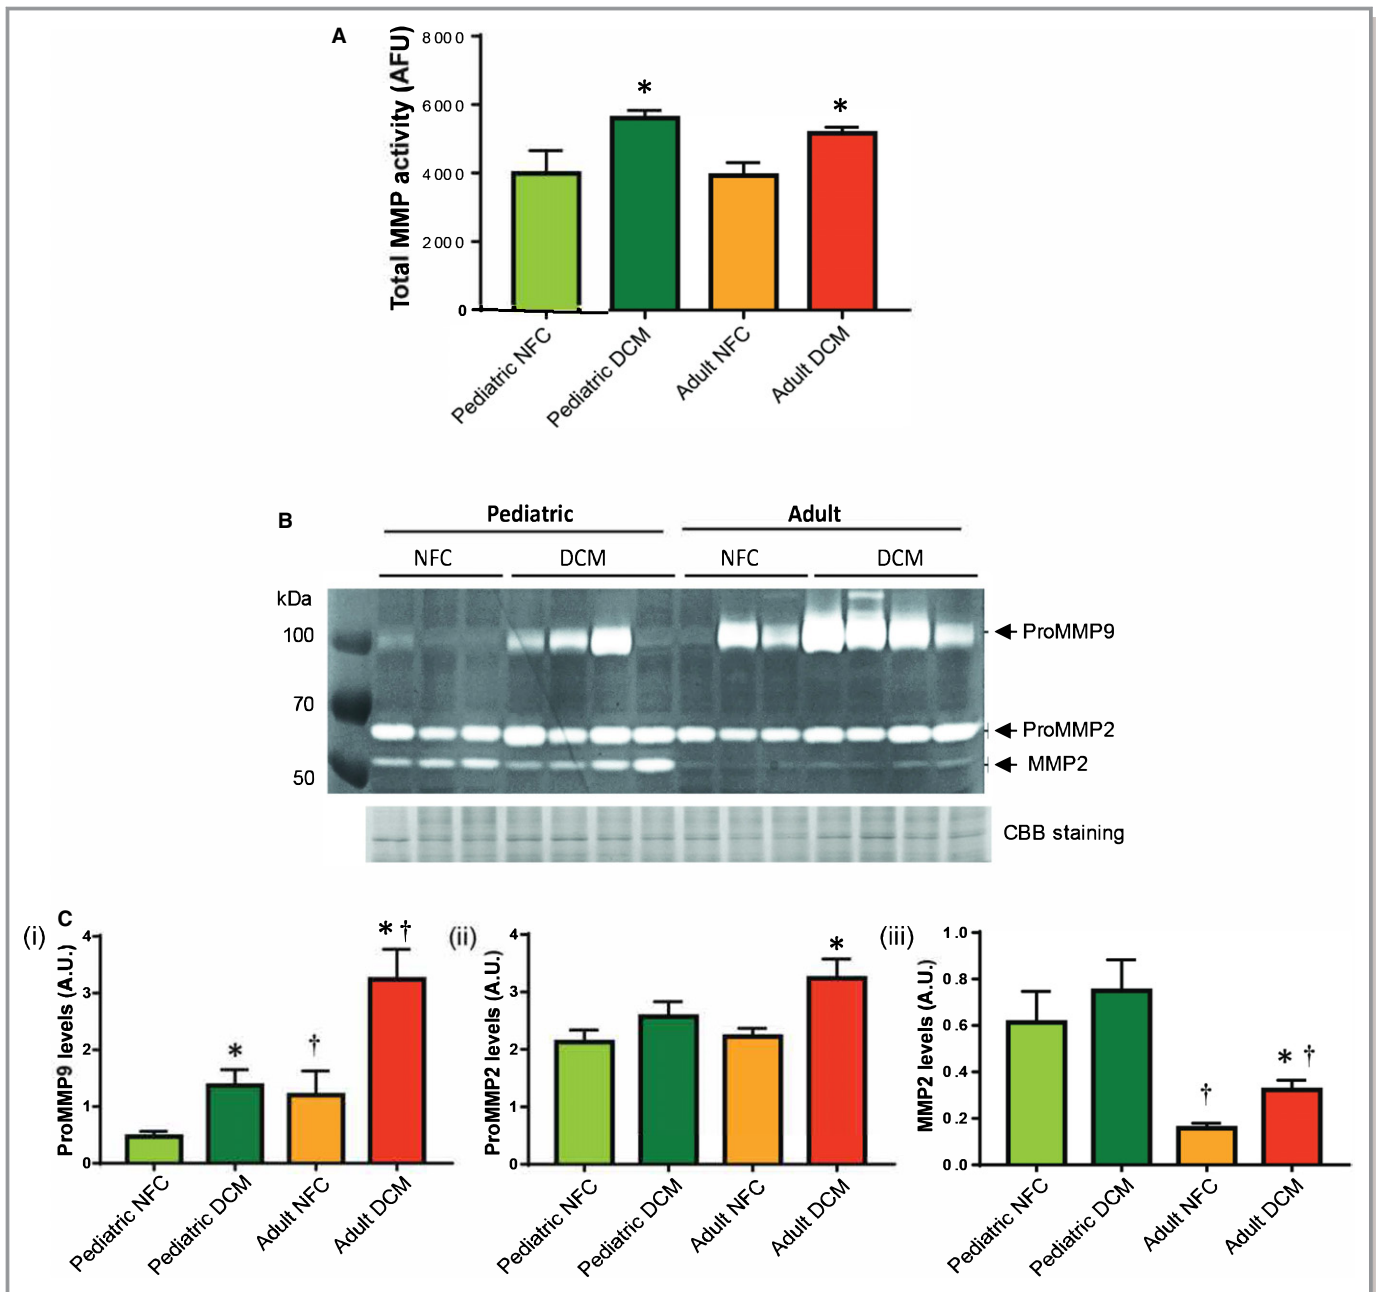 A
Total MMP activity (AFU)
8000
6000
4000
2000
0
*
*
Pediatric NFC
Pediatric DCM
Adult NFC
Adult DCM
B
Pediatric
Adult
NFC
DCM
NFC
DCM
kDa
100
70
50
ProMMP9
ProMMP2
MMP2
CBB staining
C
(i)
ProMMP9 levels (A.U.)
4
3
2
1
0
*
†
* †
Pediatric NFC
Pediatric DCM
Adult NFC
Adult DCM
(ii)
ProMMP2 levels (A.U.)
4
3
2
1
0
*
Pediatric NFC
Pediatric DCM
Adult NFC
Adult DCM
(iii)
MMP2 levels (A.U.)
1.0
0.8
0.6
0.4
0.2
0.0
†
* †
Pediatric NFC
Pediatric DCM
Adult NFC
Adult DCM